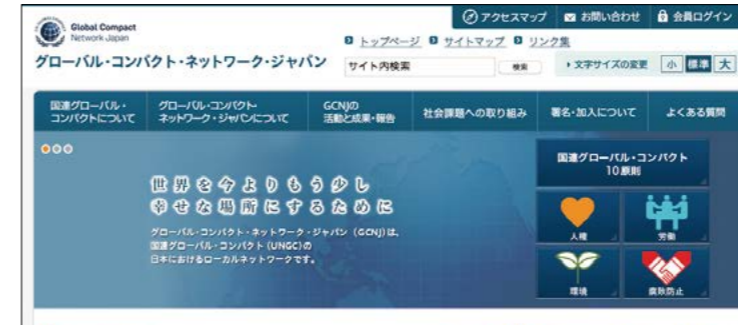 アクセスマップ お問い合わせ 会員ログイン
Global Compact
Network Japan
トップページ サイトマップ リンク集
グローバル・コンパクト・ネットワーク・ジャパン
サイト内検索 検索 文字サイズの変更 小 標準 大
国連グローバル・
コンパクトについて
グローバル・コンパクト・
ネットワーク・ジャパンについて
GCNJの
活動と成果・報告
社会課題への取り組み
署名・加入について
よくある質問
世界を今よりもう少し
幸せな場所にするために
グローバル・コンパクト・ネットワーク・ジャパン (GCNJ)は、
国連グローバル・コンパクト (UNGC)の
日本におけるローカルネットワークです。
国連グローバル・コンパクト
10原則
人権
労働
環境
腐敗防止